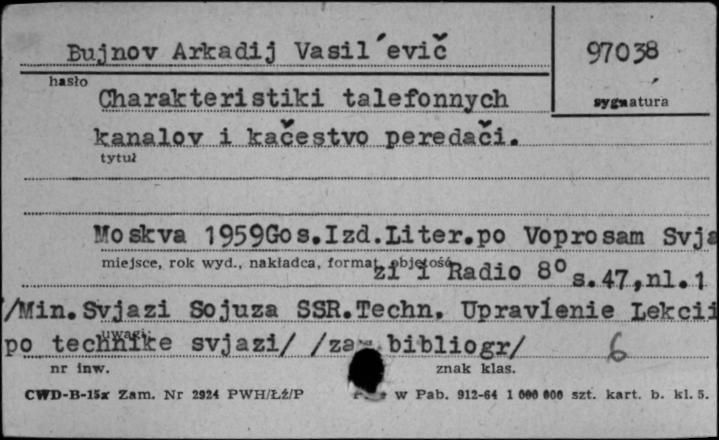 Bujnov Arkadij Vasil´evič
97038
hasło
sygnatura
Charakteristiki talefonnych
kanalov i kačestvo peredači.
tytuł
Moskva 1959Gos.Izd.Liter.po Voprosam Svja
miejsce, rok wyd., nakładca, format, objętość
zi i Radio 8° s.47,nl.1
/Min.Svjazi Sojuza SSR.Techn. Upravlenie Lekcii
uwagi:
po technike svjazi/ /za bibliogr/
6
nr inw.
znak klas.
CWD-B-15x Zam. Nr 2924 PWH/Łź/P
w Pab. 912-64 1 000 000 szt. kart. b. kl. 5.